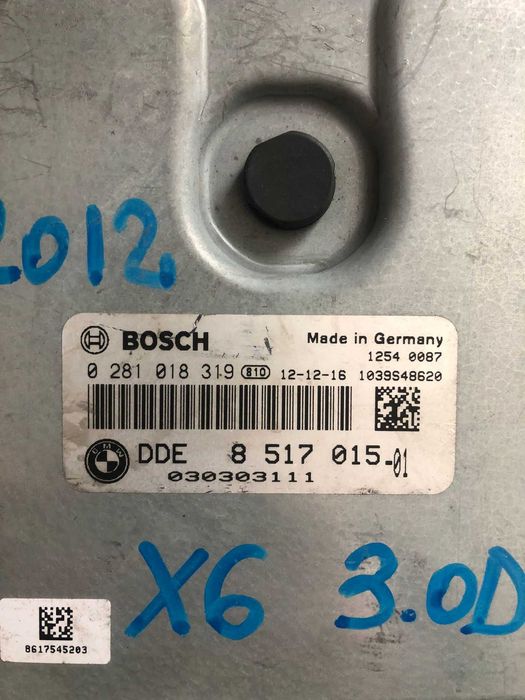 2012
BOSCH Made in Germany
1254 0087
0 281 018 319 810 12-12-16 1039S48620
BMW DDE 8 517 015-01
030303111
X6 3.0D
8617545203